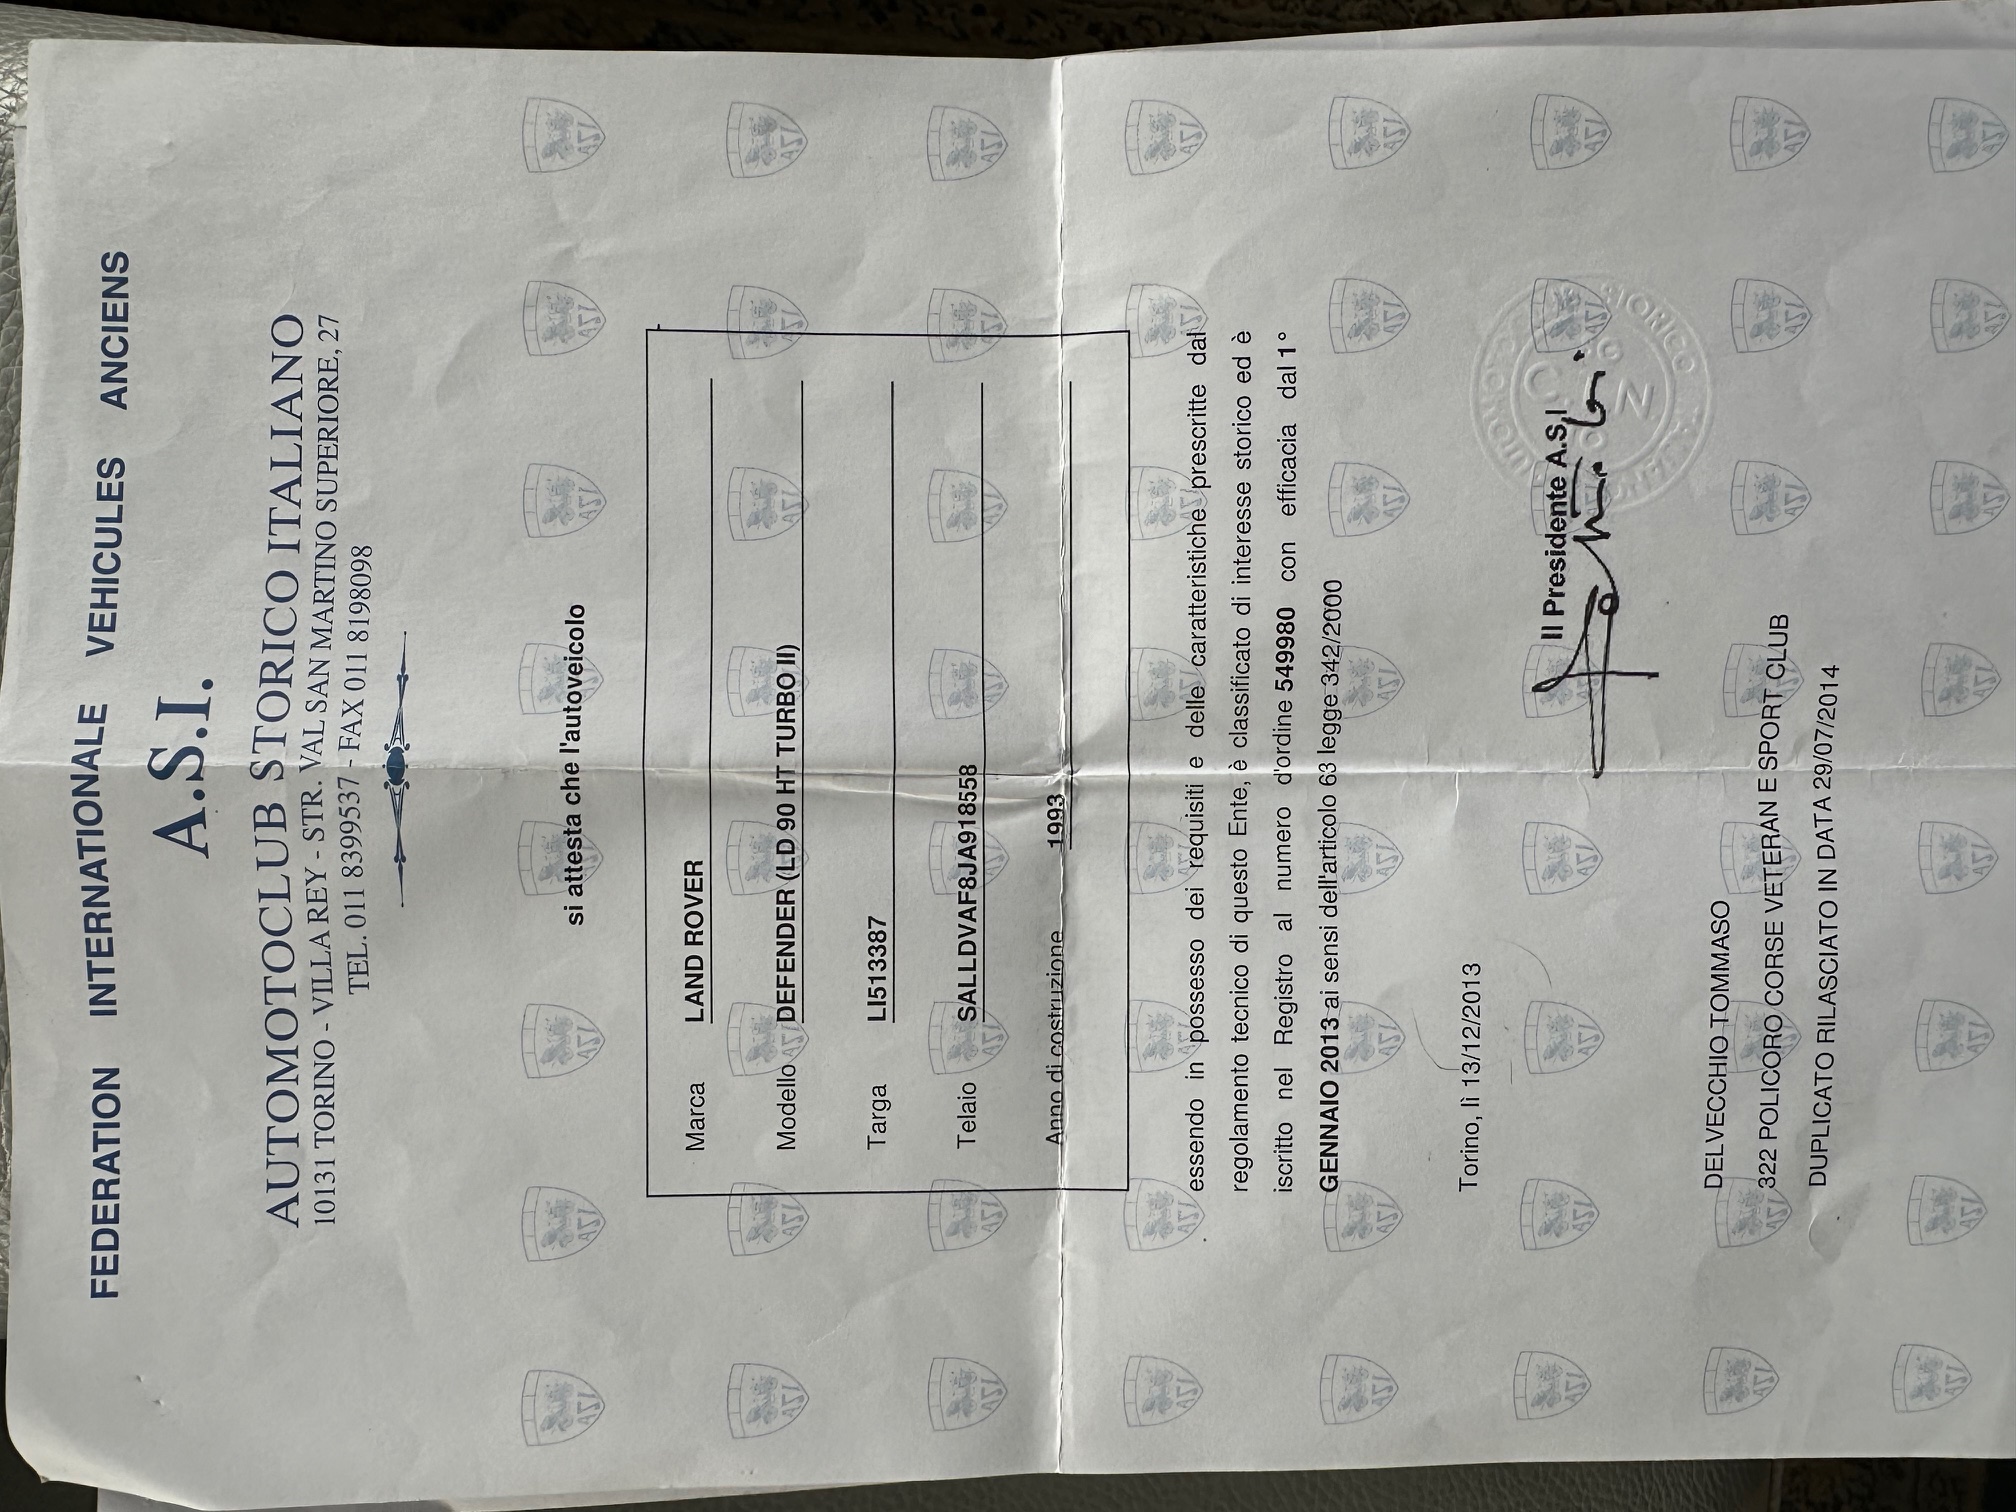 FEDERATION INTERNATIONALE VEHICULES ANCIENS
A.S.I.
AUTOMOTOCLUB STORICO ITALIANO
10131 TORINO - VILLA REY - STR. VAL SAN MARTINO SUPERIORE, 27
TEL. 011 8399537 - FAX 011 8198098
si attesta che l'autoveicolo
Marca LAND ROVER
Modello DEFENDER (LD 90 HT TURBO II)
Targa LI513387
Telaio SALLDVAF8JA918558
Anno di costruzione 1993
essendo in possesso dei requisiti e delle caratteristiche prescritte dal
regolamento tecnico di questo Ente, è classificato di interesse storico ed è
iscritto nel Registro al numero d'ordine 549980 con efficacia dal 1°
GENNAIO 2013 ai sensi dell'articolo 63 legge 342/2000
Torino, lì 13/12/2013
Il Presidente A.S.I
DELVECCHIO TOMMASO
322 POLICORO CORSE VETERAN E SPORT CLUB
DUPLICATO RILASCIATO IN DATA 29/07/2014